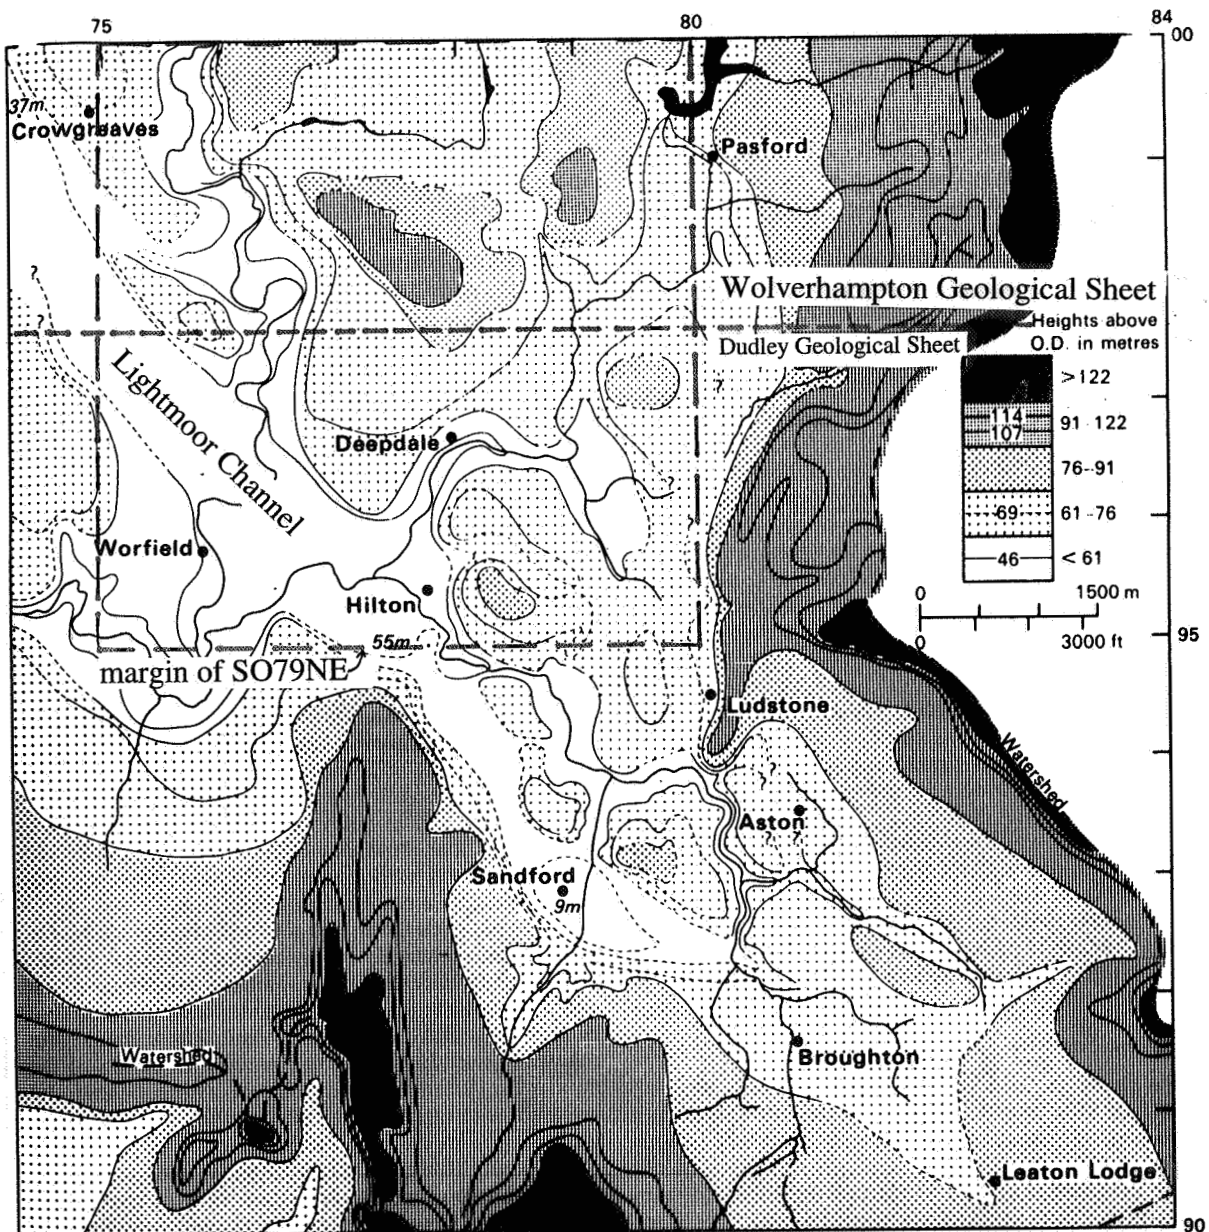 75
80
84
00
37m
Crowgreaves
Pasford
?
?
Wolverhampton Geological Sheet
Dudley Geological Sheet
Heights above
O.D. in metres
>122
114
107
91-122
76-91
69
61-76
46
<61
0
1500 m
0
3000 ft
Lightmoor Channel
Deepdale
?
?
?
?
Worfield
Hilton
55m
95
margin of SO79NE
Ludstone
Watershed
?
?
Aston
?
?
Sandford
9m
Watershed
Broughton
Leaton Lodge
90